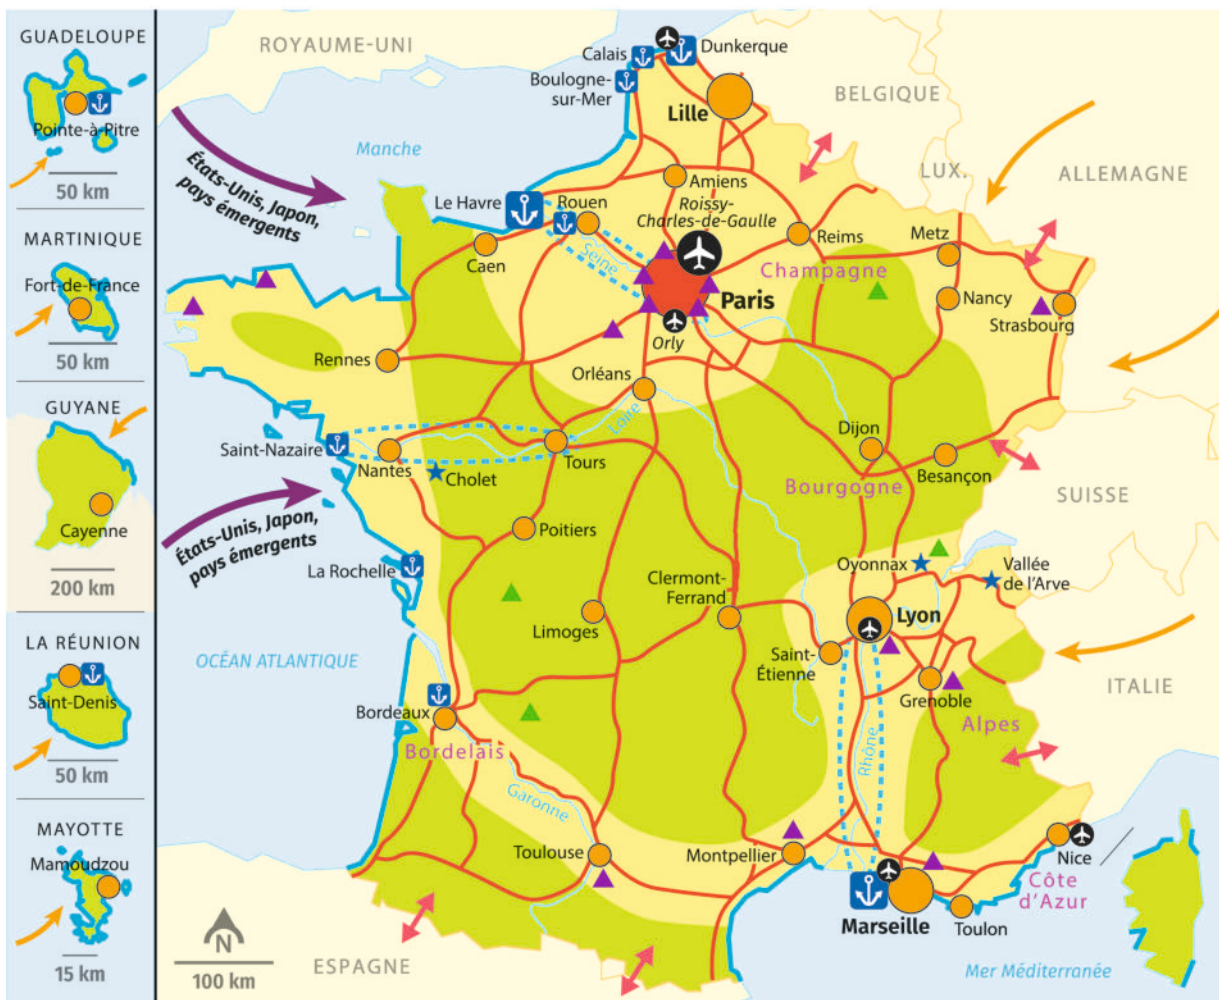 GUADELOUPE
Pointe-à-Pitre
50 km
MARTINIQUE
Fort-de-France
50 km
GUYANE
Cayenne
200 km
LA RÉUNION
Saint-Denis
50 km
MAYOTTE
Mamoudzou
15 km
ROYAUME-UNI
Calais
Dunkerque
Boulogne-
sur-Mer
Lille
BELGIQUE
LUX.
ALLEMAGNE
Manche
États-Unis, Japon,
pays émergents
Le Havre
Rouen
Amiens
Roissy-
Charles-de-Gaulle
Reims
Metz
Caen
Seine
Champagne
Paris
Nancy
Strasbourg
Orly
Rennes
Orléans
Loire
Saint-Nazaire
Nantes
Tours
Cholet
Dijon
Besançon
Bourgogne
SUISSE
États-Unis, Japon,
pays émergents
Poitiers
La Rochelle
Clermont-
Ferrand
Oyonnax
Vallée
de l'Arve
Limoges
Lyon
OCÉAN ATLANTIQUE
Saint-
Étienne
Grenoble
ITALIE
Bordeaux
Bordelais
Alpes
Rhône
Garonne
Toulouse
Montpellier
Nice
Côte
d'Azur
Marseille
Toulon
N
100 km
ESPAGNE
Mer Méditerranée